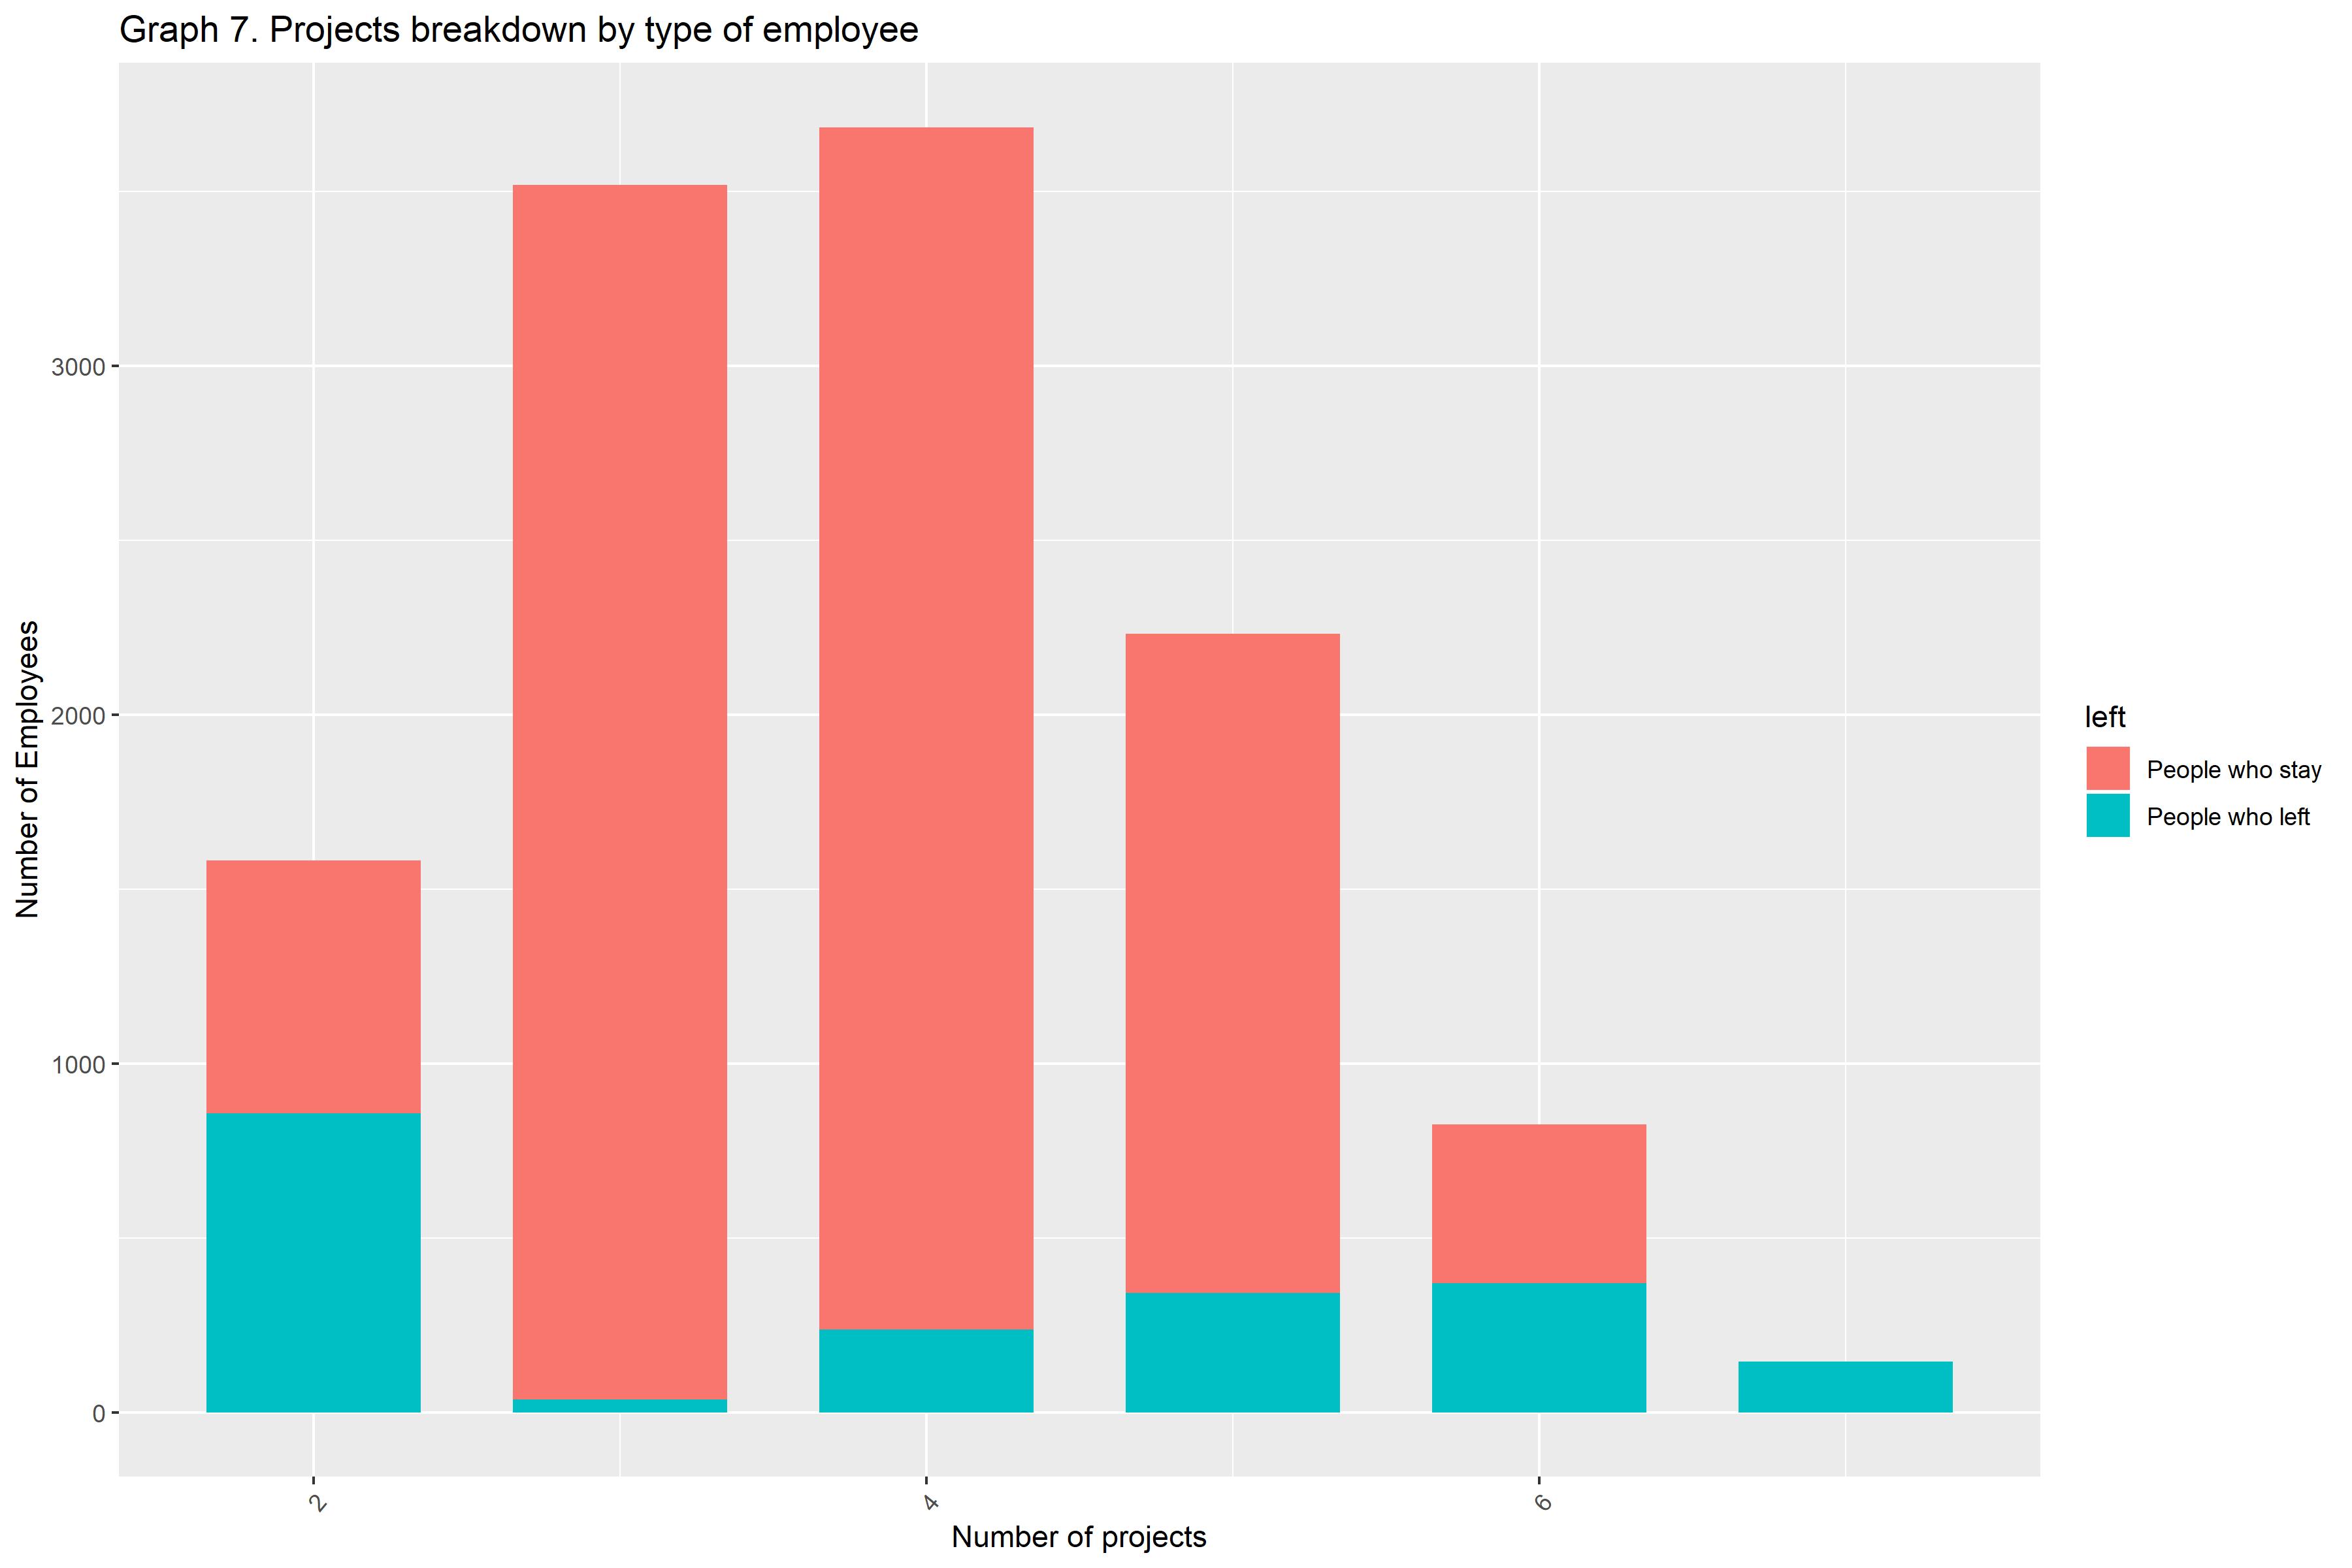 Graph 7. Projects breakdown by type of employee
Number of Employees
3000
2000
1000
0
2
4
6
Number of projects
left
People who stay
People who left